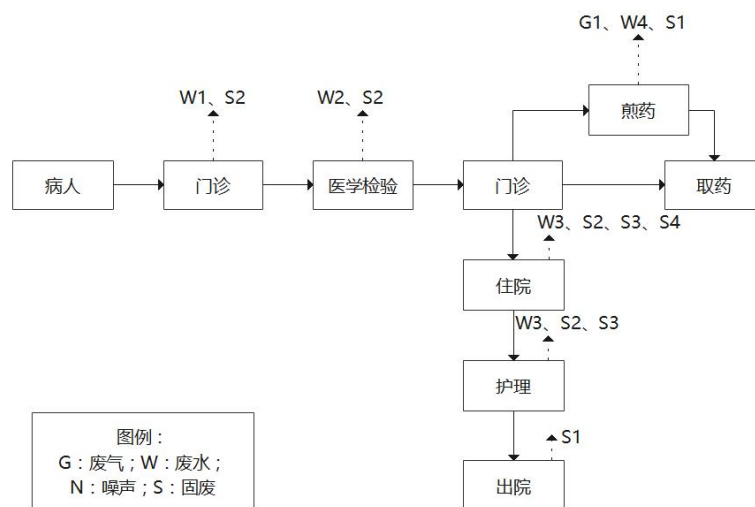 G1、W4、S1
煎药
W1、S2
W2、S2
病人
门诊
医学检验
门诊
取药
W3、S2、S3、S4
住院
W3、S2、S3
护理
S1
出院
图例：
G：废气；W：废水；
N：噪声；S：固废